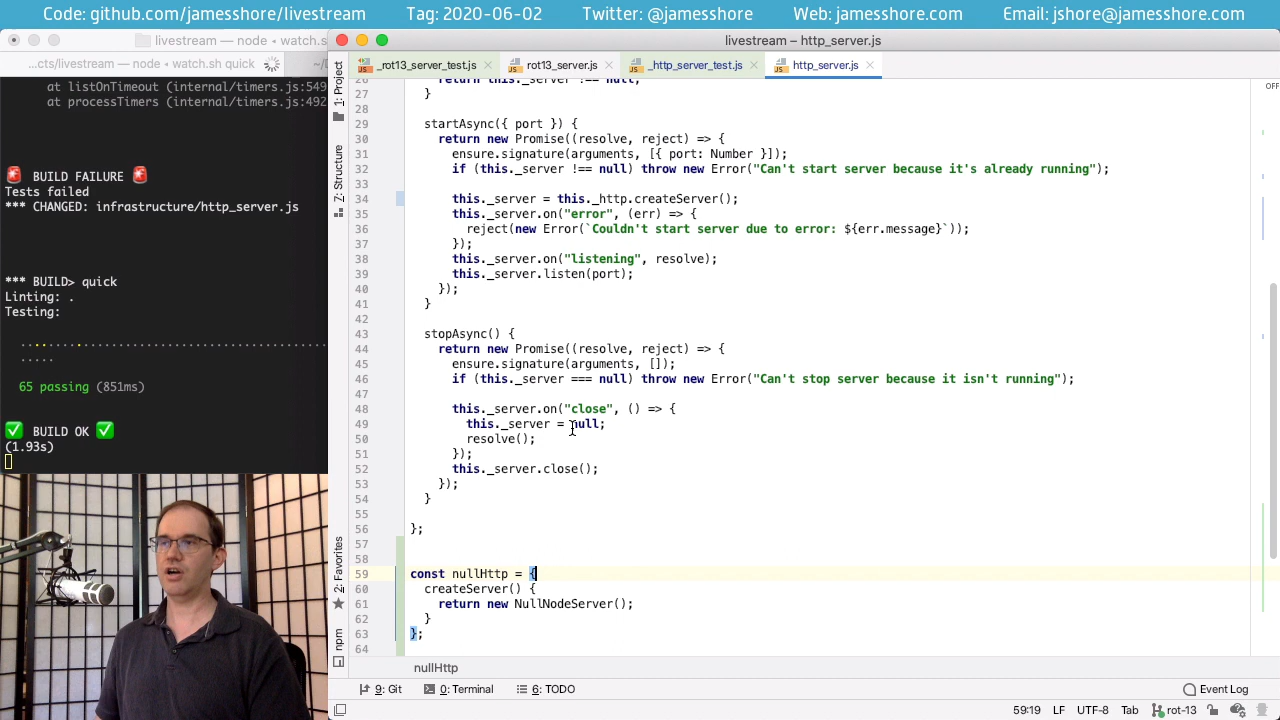 Code: github.com/jamesshore/livestream Tag: 2020-06-02 Twitter: @jamesshore Web: jamesshore.com Email: jshore@jamesshore.com
livestream — node • watch.s
livestream – http_server.js
...cts/livestream — node • watch.sh quick
_rot13_server_test.js
rot13_server.js
_http_server_test.js
http_server.js
at listOnTimeout (internal/timers.js:549
at processTimers (internal/timers.js:492
BUILD FAILURE
Tests failed
*** CHANGED: infrastructure/http_server.js
*** BUILD> quick
Linting: .
Testing:
65 passing (851ms)
BUILD OK
(1.93s)
1: Project
7: Structure
2: Favorites
npm
OFF
26 return this._server !== null;
27 }
28
29 startAsync({ port }) {
30 return new Promise((resolve, reject) => {
31 ensure.signature(arguments, [{ port: Number }]);
32 if (this._server !== null) throw new Error("Can't start server because it's already running");
33
34 this._server = this._http.createServer();
35 this._server.on("error", (err) => {
36 reject(new Error(`Couldn't start server due to error: ${err.message}`));
37 });
38 this._server.on("listening", resolve);
39 this._server.listen(port);
40 });
41 }
42
43 stopAsync() {
44 return new Promise((resolve, reject) => {
45 ensure.signature(arguments, []);
46 if (this._server === null) throw new Error("Can't stop server because it isn't running");
47
48 this._server.on("close", () => {
49 this._server = null;
50 resolve();
51 });
52 this._server.close();
53 });
54 }
55
56 };
57
58
59 const nullHttp = {
60 createServer() {
61 return new NullNodeServer();
62 }
63 };
64
nullHttp
9: Git
0: Terminal
6: TODO
Event Log
59:19 LF UTF-8 Tab rot-13